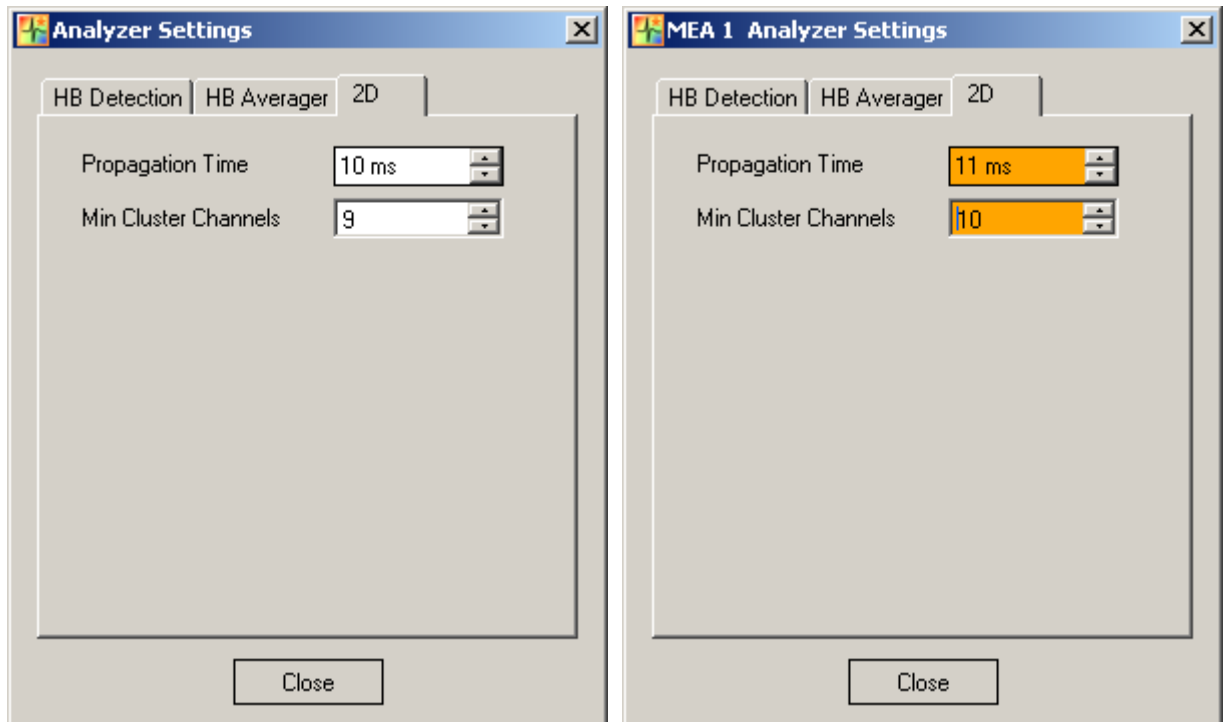 Analyzer Settings
HB Detection HB Averager 2D
Propagation Time 10 ms
Min Cluster Channels 9
Close
MEA 1 Analyzer Settings
HB Detection HB Averager 2D
Propagation Time 11 ms
Min Cluster Channels 10
Close